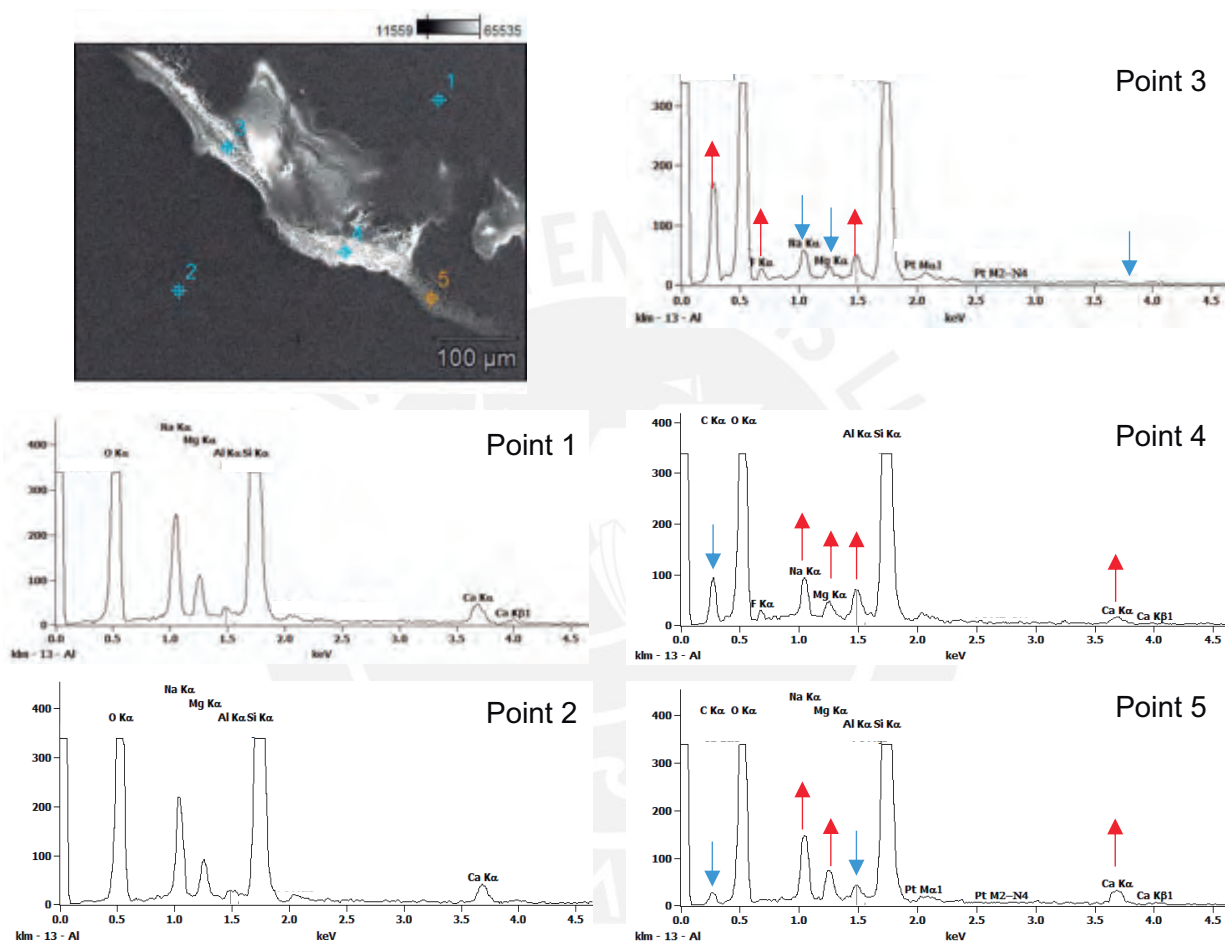 11559 65535
1
3
4
2
5
100 µm
Point 3
300
200
100
0
F Kα
Na Kα
Mg Kα
Pt Mα1
Pt M2–N4
0.0 0.5 1.0 1.5 2.0 2.5 3.0 3.5 4.0 4.5
klm - 13 - Al keV
Point 1
400
300
200
100
0
O Kα
Na Kα
Mg Kα
Al Kα Si Kα
Ca Kα
Ca Kβ1
0.0 0.5 1.0 1.5 2.0 2.5 3.0 3.5 4.0 4.5
klm - 13 - Al keV
Point 4
400
300
200
100
0
C Kα O Kα
Al Kα Si Kα
Na Kα
Mg Kα
F Kα
Ca Kα
Ca Kβ1
0.0 0.5 1.0 1.5 2.0 2.5 3.0 3.5 4.0 4.5
klm - 13 - Al keV
Point 2
400
300
200
100
0
O Kα
Na Kα
Mg Kα
Al Kα Si Kα
Ca Kα
0.0 0.5 1.0 1.5 2.0 2.5 3.0 3.5 4.0 4.5
klm - 13 - Al keV
Point 5
400
300
200
100
0
C Kα O Kα
Na Kα
Mg Kα
Al Kα Si Kα
Pt Mα1
Pt M2–N4
Ca Kα
Ca Kβ1
0.0 0.5 1.0 1.5 2.0 2.5 3.0 3.5 4.0 4.5
klm - 13 - Al keV